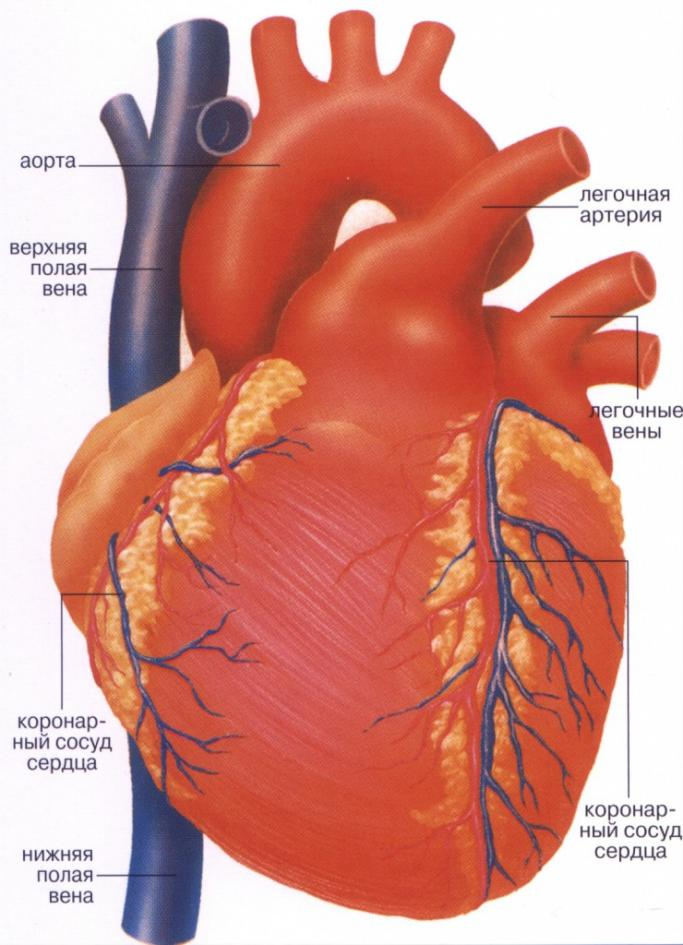 аорта
легочная
артерия
верхняя
полая
вена
легочные
вены
коронар-
ный сосуд
сердца
коронар-
ный сосуд
сердца
нижняя
полая
вена